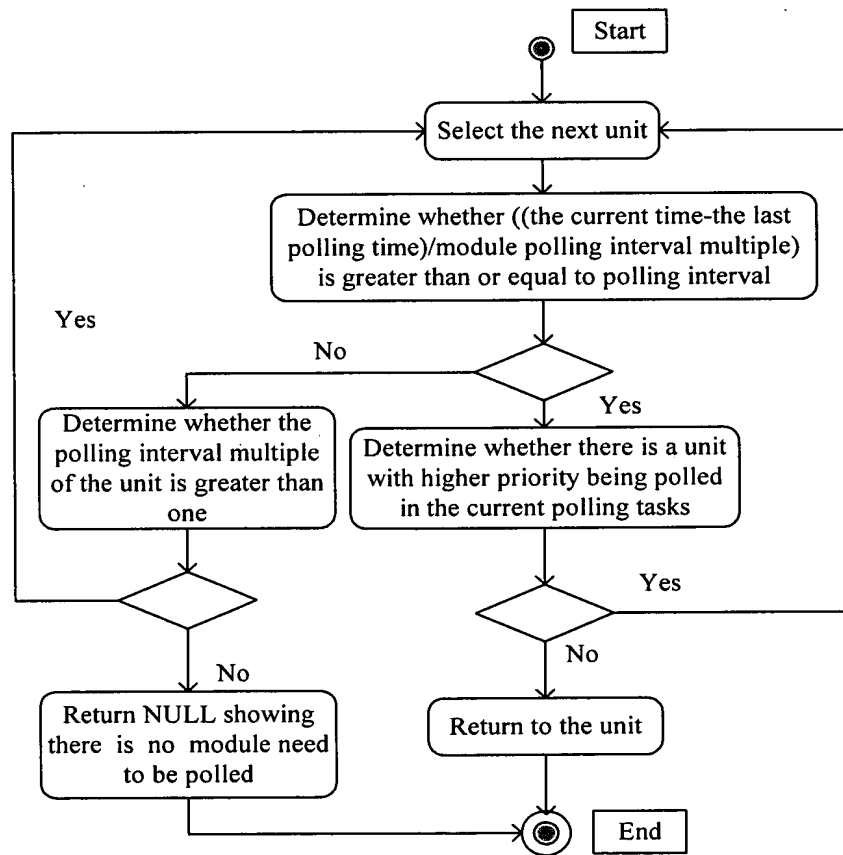 Start
Select the next unit
Determine whether ((the current time-the last
polling time)/module polling interval multiple)
is greater than or equal to polling interval
Yes
No
Yes
Determine whether the
polling interval multiple
of the unit is greater than
one
Determine whether there is a unit
with higher priority being polled
in the current polling tasks
Yes
No
No
Return NULL showing
there is no module need
to be polled
Return to the unit
End